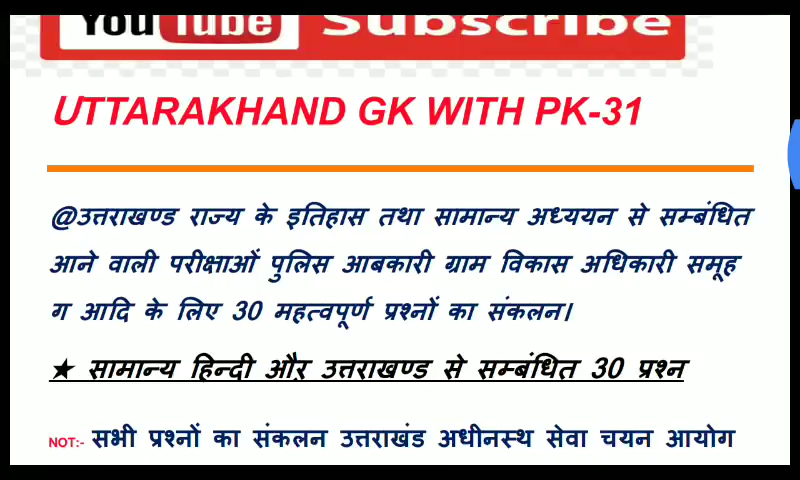 YouTube Subscribe
UTTARAKHAND GK WITH PK-31
@उत्तराखण्ड राज्य के इतिहास तथा सामान्य अध्ययन से सम्बंधित
आने वाली परीक्षाओं पुलिस आबकारी ग्राम विकास अधिकारी समूह
ग आदि के लिए 30 महत्वपूर्ण प्रश्नों का संकलन।
★ सामान्य हिन्दी और उत्तराखण्ड से सम्बंधित 30 प्रश्न
NOT:- सभी प्रश्नों का संकलन उत्तराखंड अधीनस्थ सेवा चयन आयोग